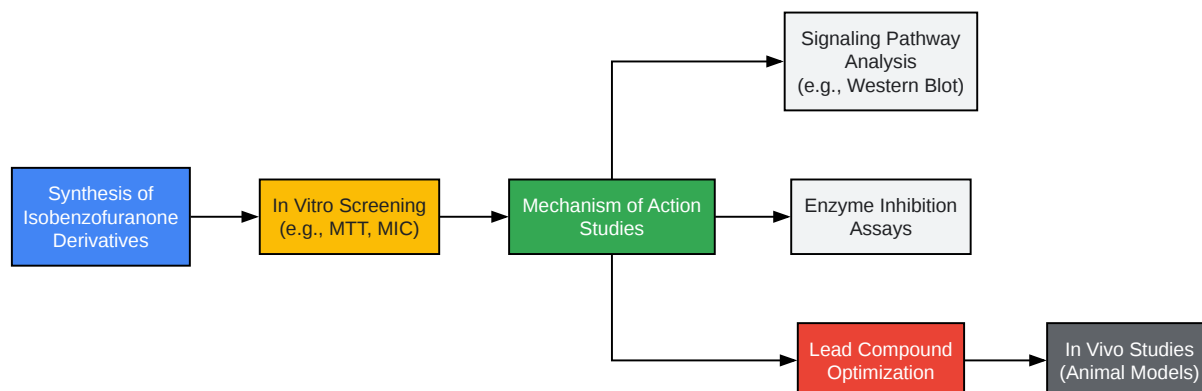 Signaling Pathway
Analysis
(e.g., Western Blot)
Synthesis of
Isobenzofuranone
Derivatives
In Vitro Screening
(e.g., MTT, MIC)
Mechanism of Action
Studies
Enzyme Inhibition
Assays
Lead Compound
Optimization
In Vivo Studies
(Animal Models)